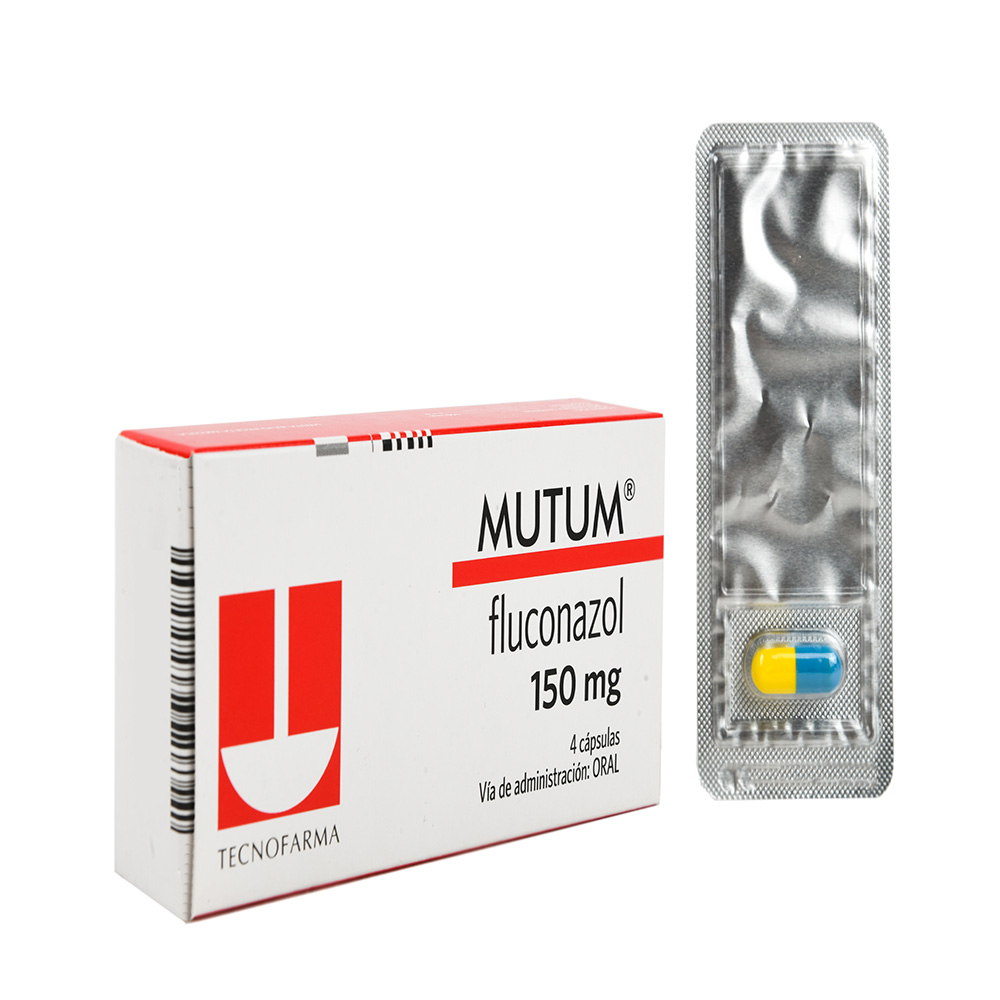 MUTUM®
fluconazol
150 mg
4 cápsulas
Vía de administración: ORAL
TECNOFARMA